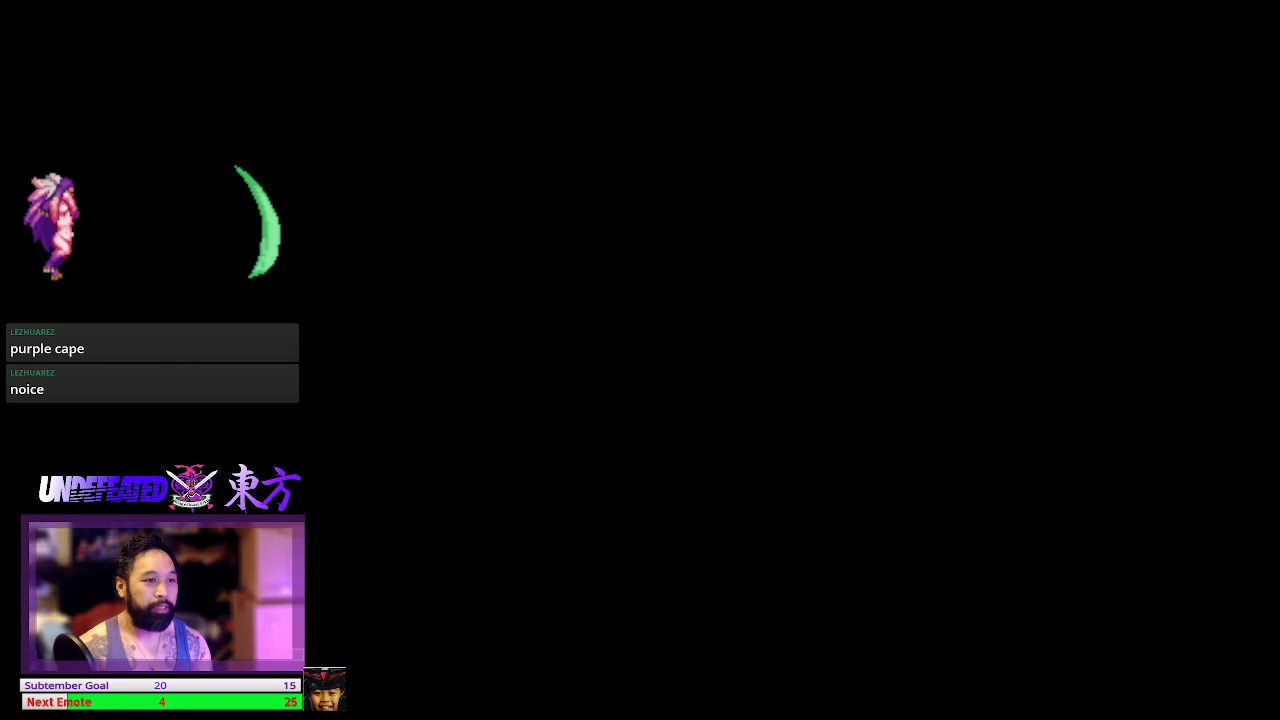 LEZHUAREZ
purple cape
LEZHUAREZ
noice
UNDEFEATED 東方
Subtember Goal 20 15
Next Emote 4 25